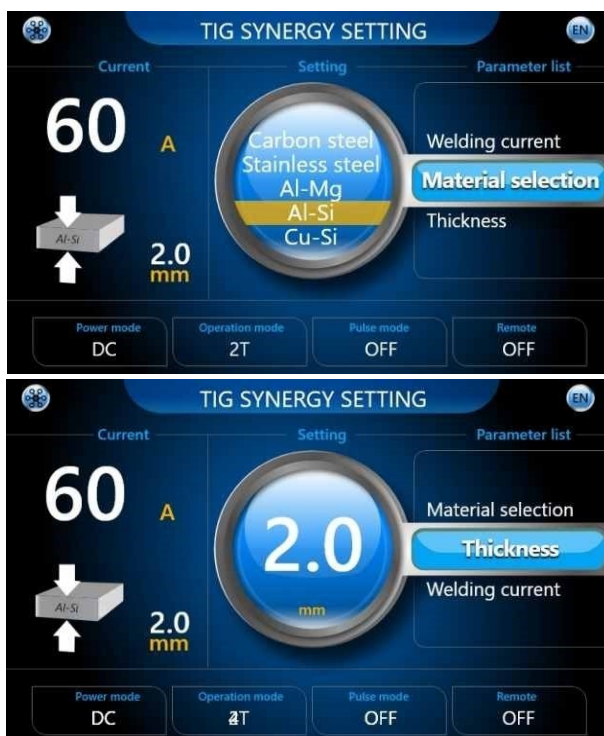 TIG SYNERGY SETTING
EN
Current
Setting
Parameter list
60 A
Carbon steel
Stainless steel
Al-Mg
Al-Si
Cu-Si
Welding current
Material selection
Thickness
Al-Si
2.0
mm
Power mode
Operation mode
Pulse mode
Remote
DC
2T
OFF
OFF
TIG SYNERGY SETTING
EN
Current
Setting
Parameter list
60 A
2.0
mm
Material selection
Thickness
Welding current
Al-Si
2.0
mm
Power mode
Operation mode
Pulse mode
Remote
DC
OFF
OFF